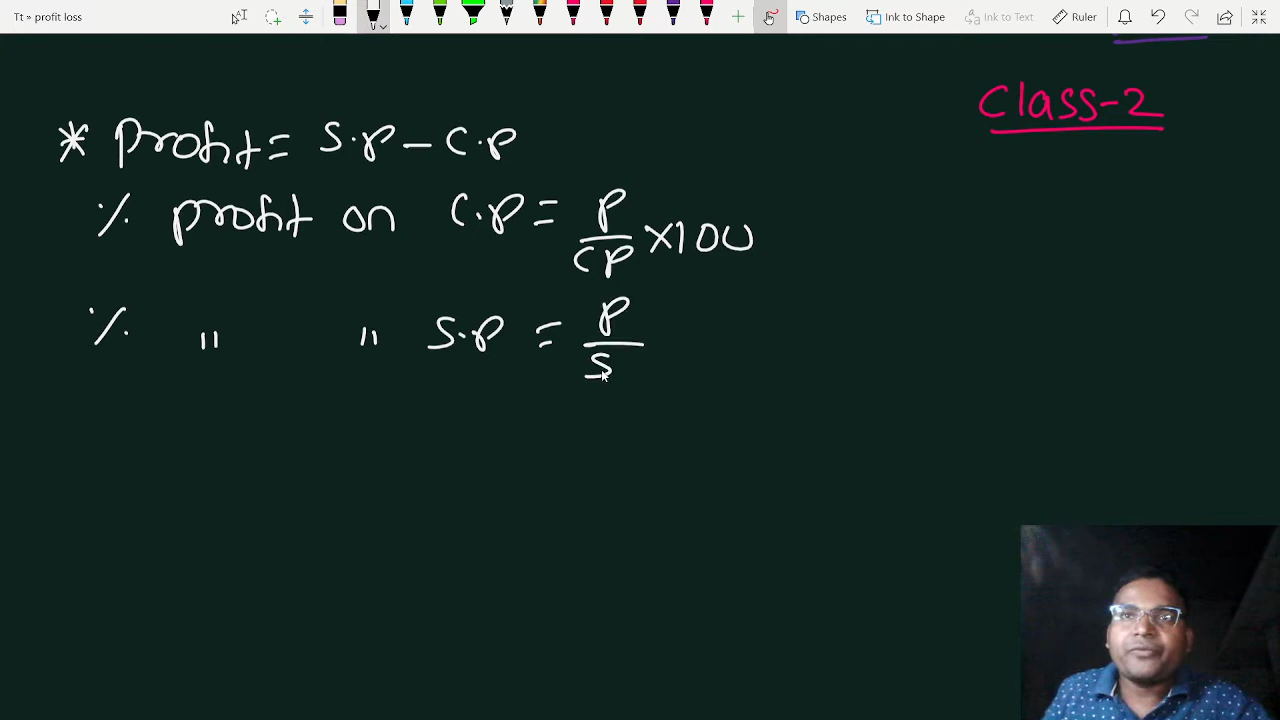 Tt » profit loss
Shapes
Ink to Shape
Ink to Text
Ruler
Class-2
* Profit = S.P - C.P
% profit on C.P = P/CP ×100
% " " S.P = P/S